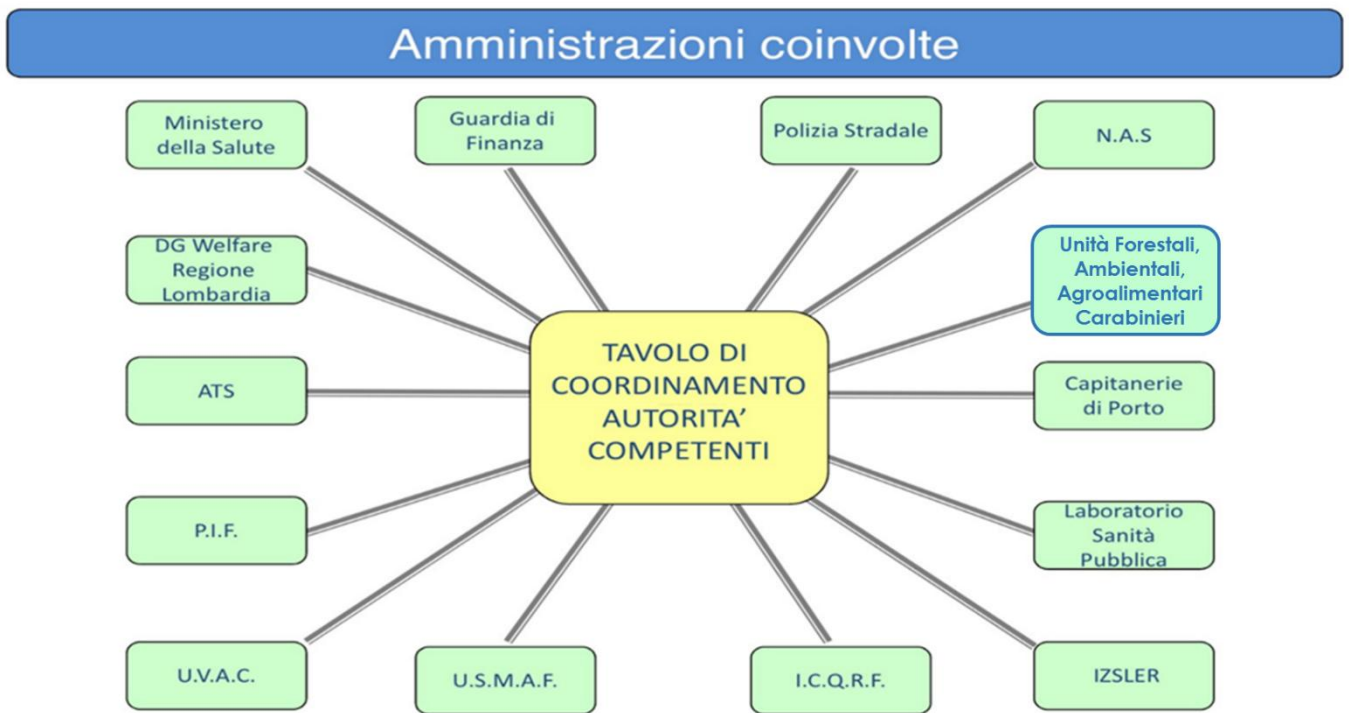 Amministrazioni coinvolte
Ministero
della Salute
Guardia di
Finanza
Polizia Stradale
N.A.S
DG Welfare
Regione
Lombardia
Unità Forestali,
Ambientali,
Agroalimentari
Carabinieri
TAVOLO DI
COORDINAMENTO
AUTORITA’
COMPETENTI
ATS
Capitanerie
di Porto
P.I.F.
Laboratorio
Sanità
Pubblica
U.V.A.C.
U.S.M.A.F.
I.C.Q.R.F.
IZSLER